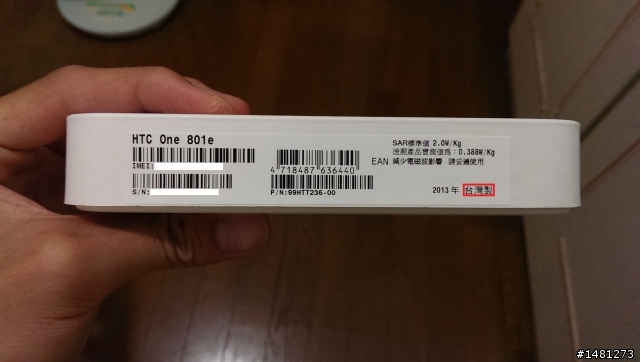 HTC One 801e
IMEI:
S/N:
4 718487 636440
EAN
P/N:99HTT236-00
SAR標準值 2.0W/Kg
送測產品實測值為：0.388W/Kg
減少電磁波影響，請妥適使用
2013 年 台灣製
#1481273